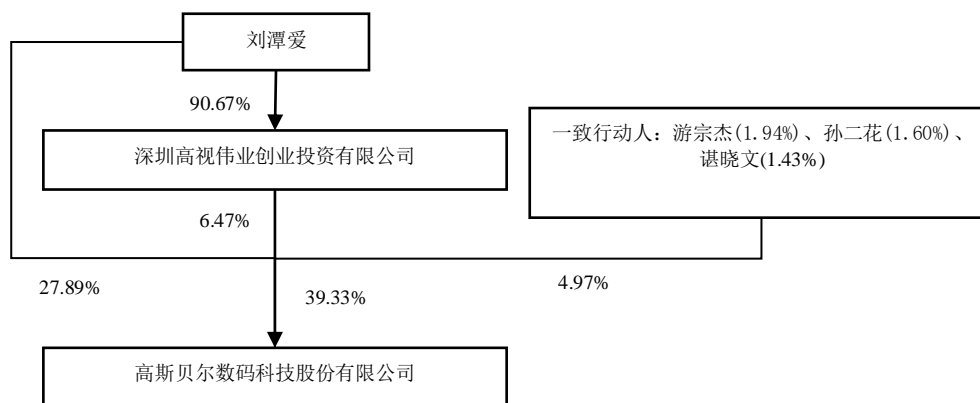 刘潭爱
90.67%
深圳高视伟业创业投资有限公司
一致行动人：游宗杰(1.94%)、孙二花(1.60%)、
谌晓文(1.43%)
6.47%
27.89%
39.33%
4.97%
高斯贝尔数码科技股份有限公司